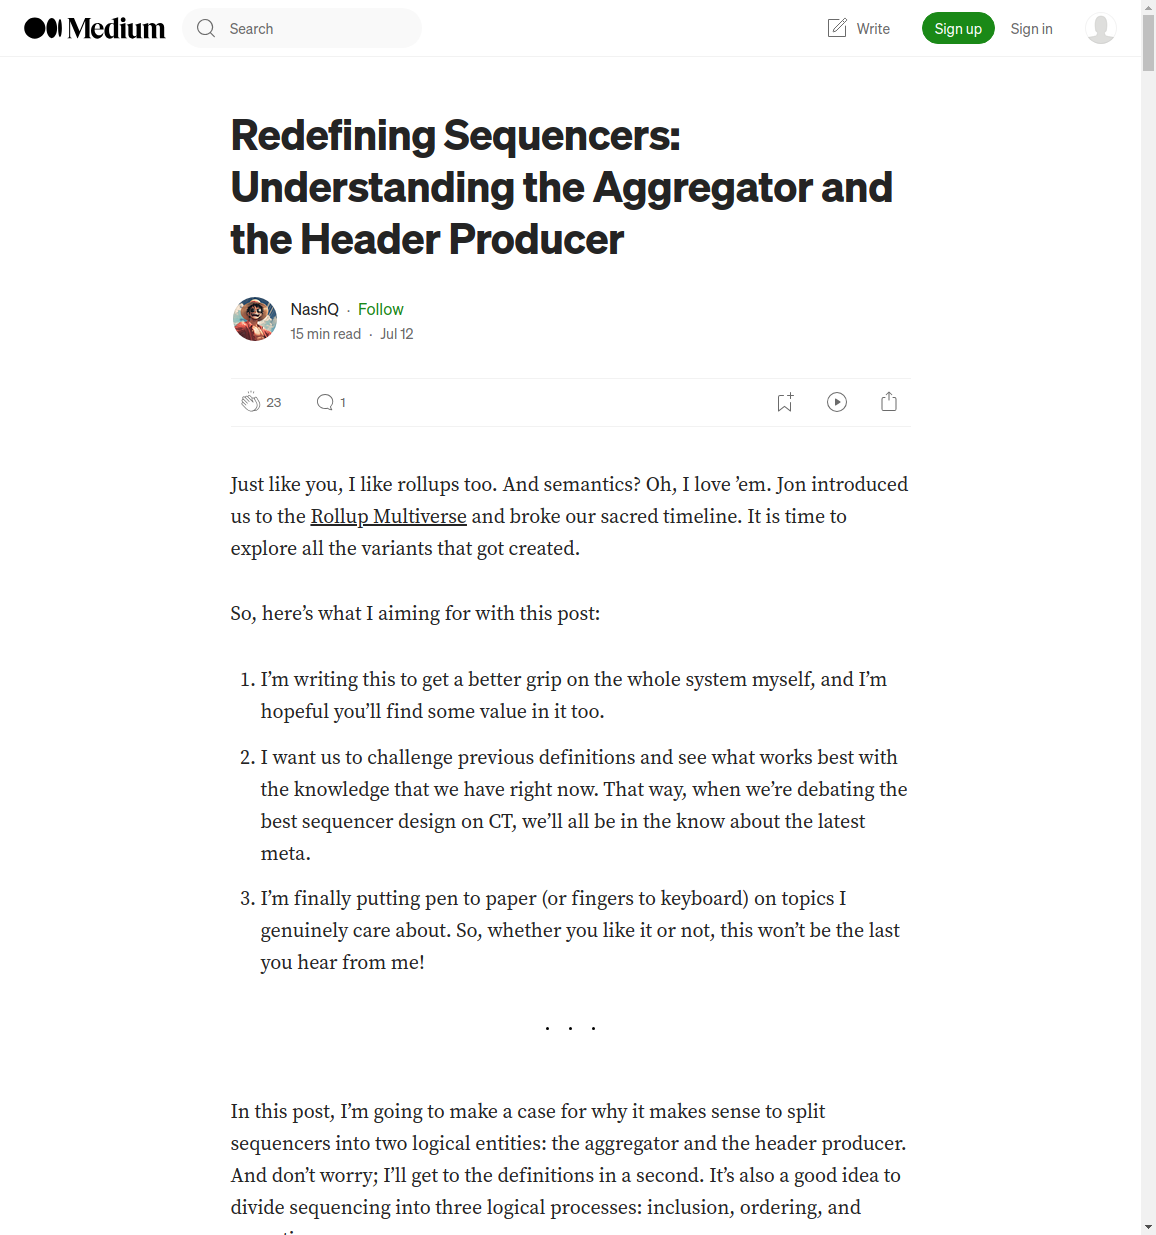 Medium
Search
Write
Sign up
Sign in
Redefining Sequencers:
Understanding the Aggregator and
the Header Producer
NashQ · Follow
15 min read · Jul 12
23
1
Just like you, I like rollups too. And semantics? Oh, I love ’em. Jon introduced
us to the Rollup Multiverse and broke our sacred timeline. It is time to
explore all the variants that got created.
So, here’s what I aiming for with this post:
1. I’m writing this to get a better grip on the whole system myself, and I’m
hopeful you’ll find some value in it too.
2. I want us to challenge previous definitions and see what works best with
the knowledge that we have right now. That way, when we’re debating the
best sequencer design on CT, we’ll all be in the know about the latest
meta.
3. I’m finally putting pen to paper (or fingers to keyboard) on topics I
genuinely care about. So, whether you like it or not, this won’t be the last
you hear from me!
. . .
In this post, I’m going to make a case for why it makes sense to split
sequencers into two logical entities: the aggregator and the header producer.
And don’t worry; I’ll get to the definitions in a second. It’s also a good idea to
divide sequencing into three logical processes: inclusion, ordering, and